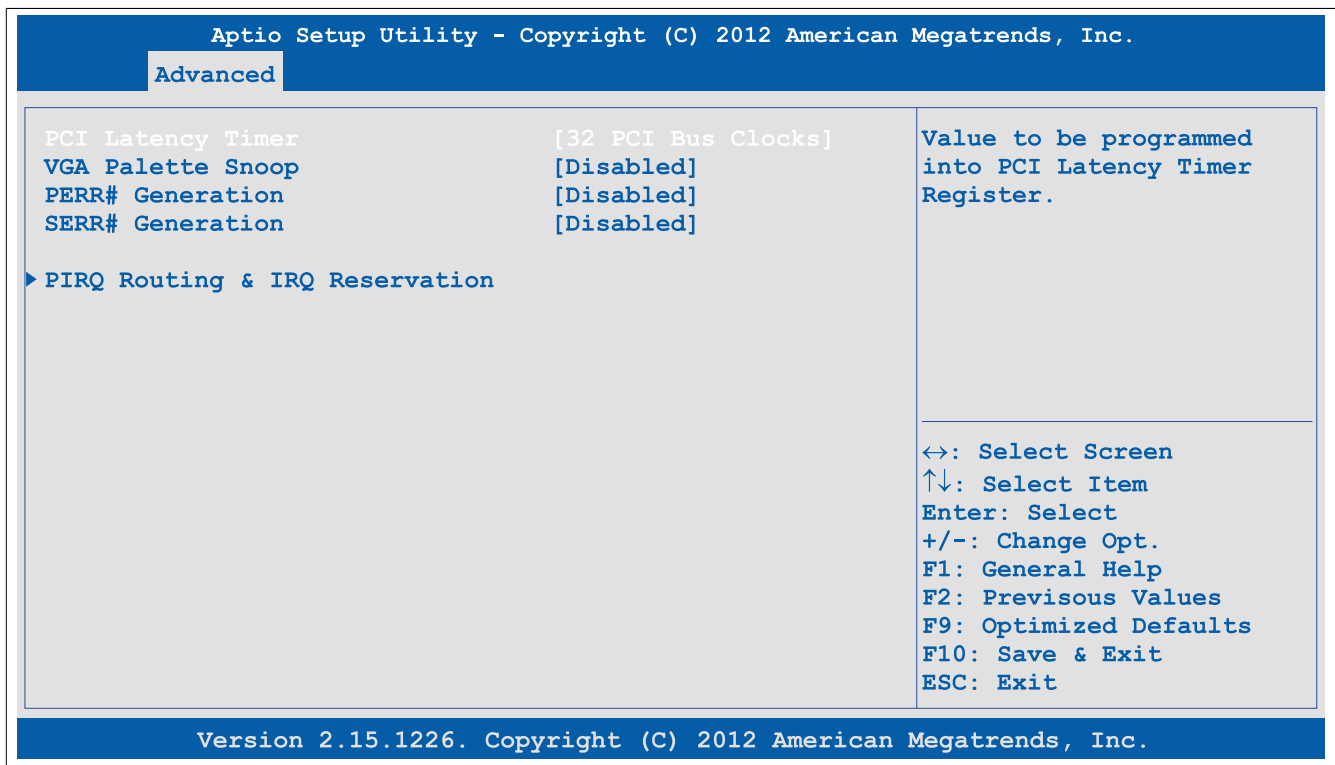 Aptio Setup Utility - Copyright (C) 2012 American Megatrends, Inc.
Advanced
PCI Latency Timer [32 PCI Bus Clocks]
VGA Palette Snoop [Disabled]
PERR# Generation [Disabled]
SERR# Generation [Disabled]
PIRQ Routing & IRQ Reservation
Value to be programmed
into PCI Latency Timer
Register.
↔: Select Screen
↑↓: Select Item
Enter: Select
+/-: Change Opt.
F1: General Help
F2: Previsous Values
F9: Optimized Defaults
F10: Save & Exit
ESC: Exit
Version 2.15.1226. Copyright (C) 2012 American Megatrends, Inc.